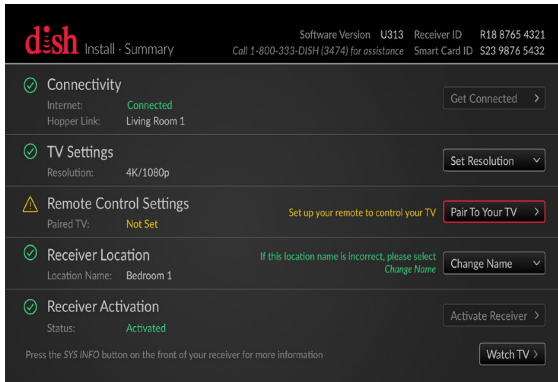 dish Install - Summary
Software Version U313 Receiver ID R18 8765 4321
Call 1-800-333-DISH (3474) for assistance Smart Card ID S23 9876 5432
Connectivity
Internet: Connected
Hopper Link: Living Room 1
Get Connected >
TV Settings
Resolution: 4K/1080p
Set Resolution
Remote Control Settings
Paired TV: Not Set
Set up your remote to control your TV
Pair To Your TV >
Receiver Location
Location Name: Bedroom 1
If this location name is incorrect, please select
Change Name
Change Name
Receiver Activation
Status: Activated
Activate Receiver >
Press the SYS INFO button on the front of your receiver for more information
Watch TV >